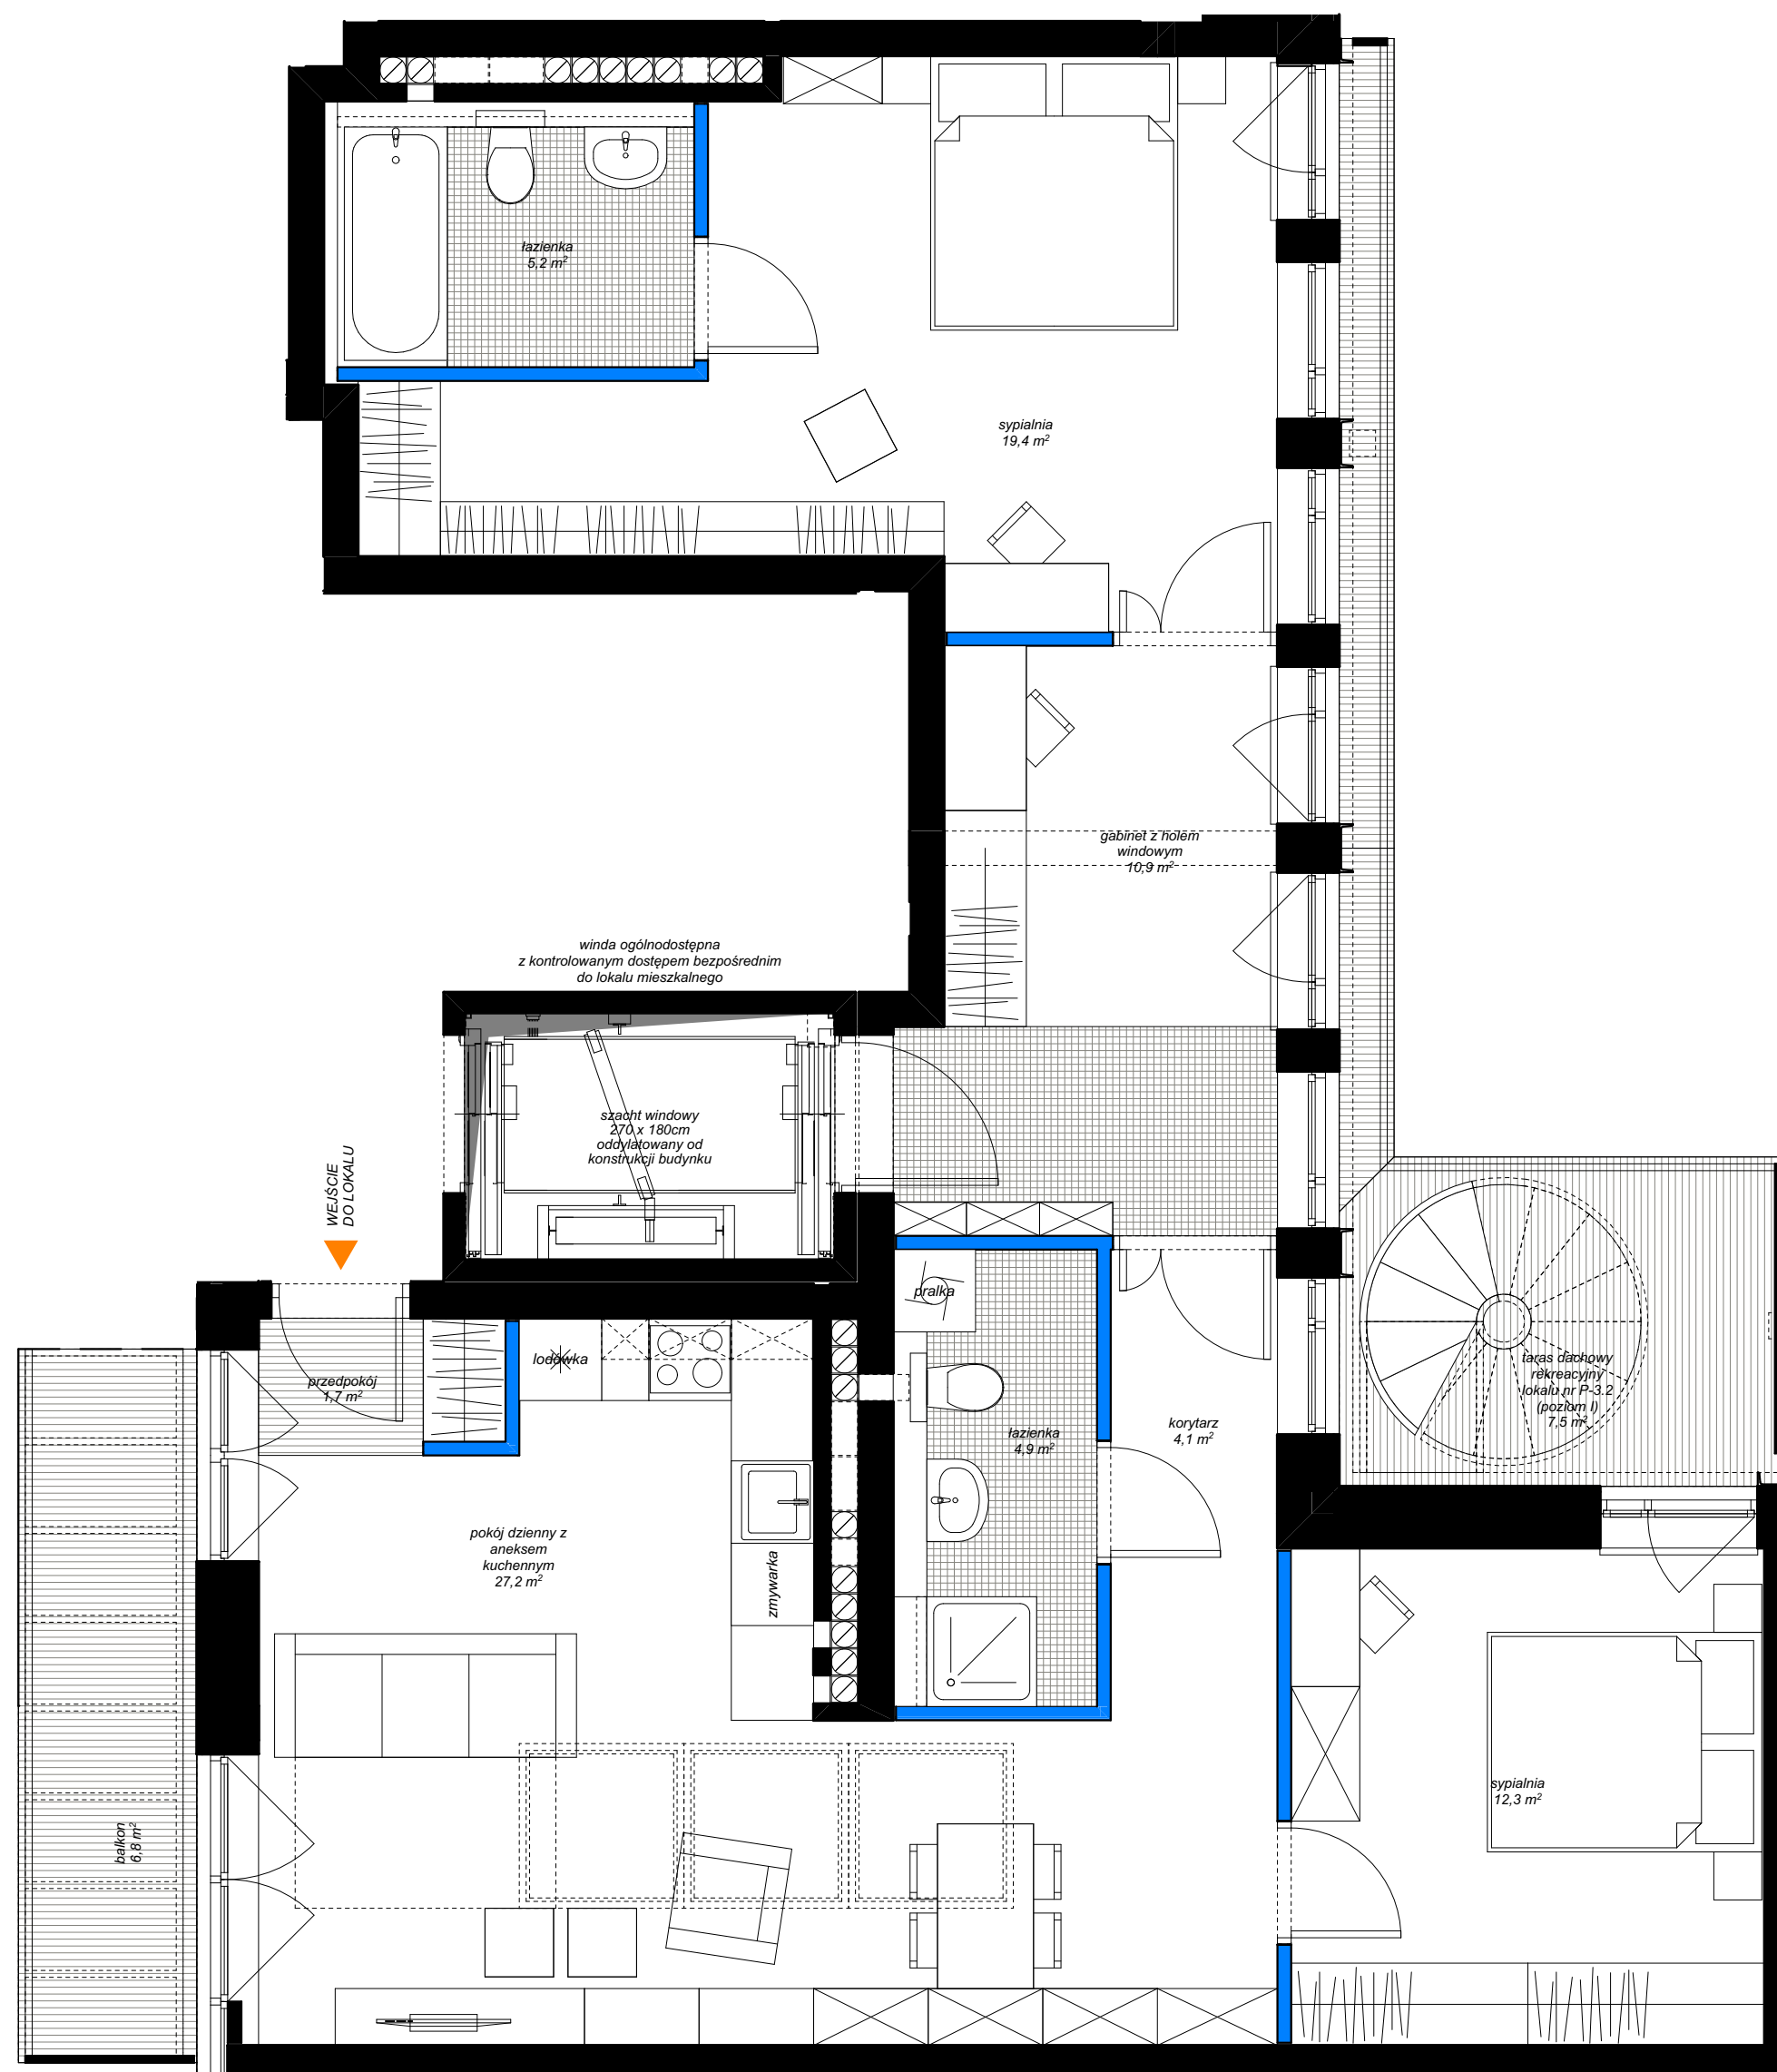 łazienka
5,2 m²
sypialnia
19,4 m²
gabinet z holem
windowym
10,9 m²
winda ogólnodostępna
z kontrolowanym dostępem bezpośrednim
do lokalu mieszkalnego
szacht windowy
270 x 180cm
oddylatowany od
konstrukcji budynku
WEJŚCIE
DO LOKALU
pralka
lodówka
przedpokój
1,7 m²
taras dachowy
rekreacyjny
lokalu nr P-3.2
(poziom I)
7,5 m²
korytarz
4,1 m²
łazienka
4,9 m²
pokój dzienny z
aneksem
kuchennym
27,2 m²
zmywarka
sypialnia
12,3 m²
balkon
6,8 m²